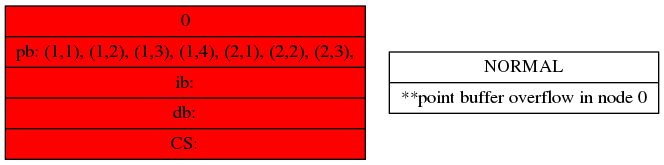 0
pb: (1,1), (1,2), (1,3), (1,4), (2,1), (2,2), (2,3),
ib:
db:
CS:
NORMAL
**point buffer overflow in node 0